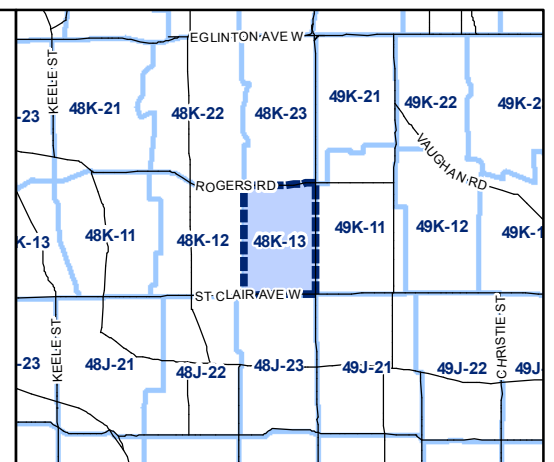 EGLINTON AVE W
KEELE ST
-23
48K-21
48K-22
48K-23
49K-21
49K-22
49K-2
VAUGHAN RD
ROGERS RD
K-13
48K-11
48K-12
48K-13
49K-11
49K-12
49K-1
ST CLAIR AVE W
KEELE ST
CHRISTIE ST
-23
48J-21
48J-22
48J-23
49J-21
49J-22
49J-